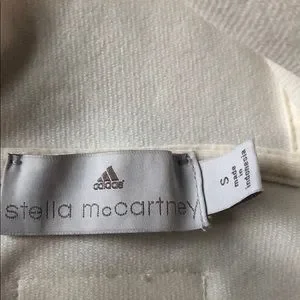 adidas
stella mccartney
S
made in
indonesia